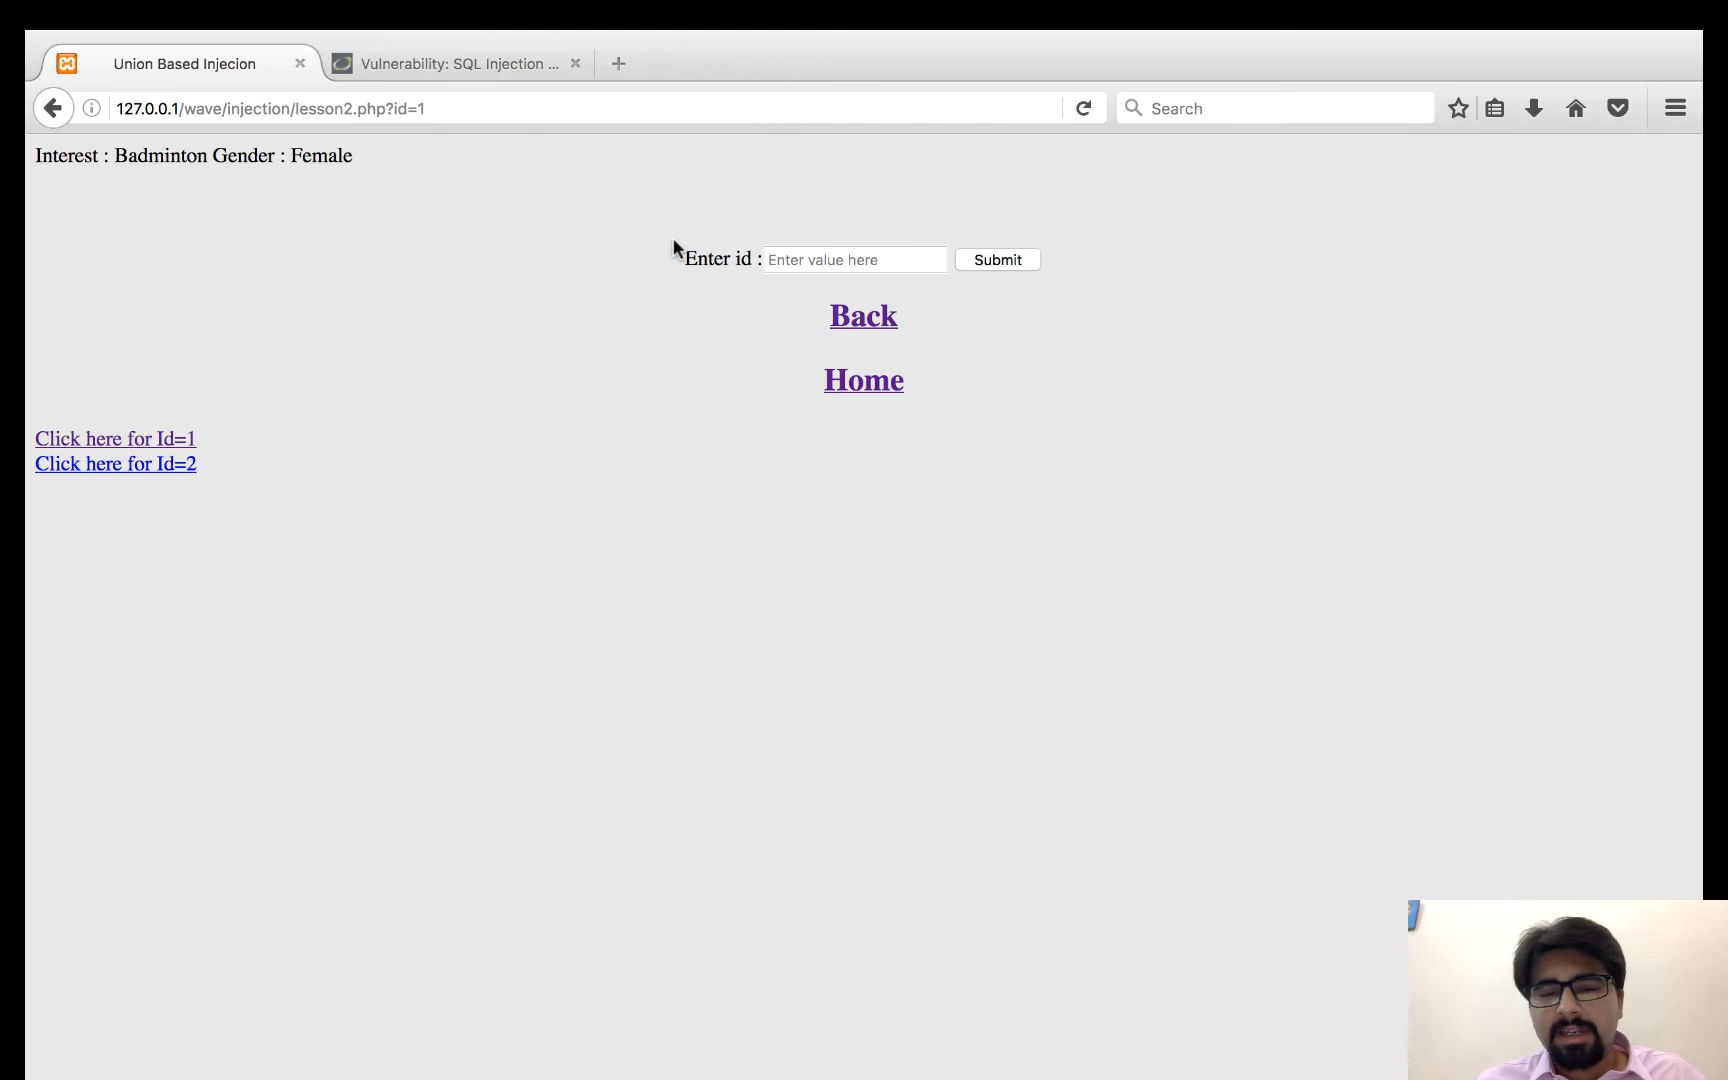 Union Based Injecion
Vulnerability: SQL Injection ...
127.0.0.1/wave/injection/lesson2.php?id=1
Search
Interest : Badminton Gender : Female
Enter id : Enter value here Submit
Back
Home
Click here for Id=1
Click here for Id=2